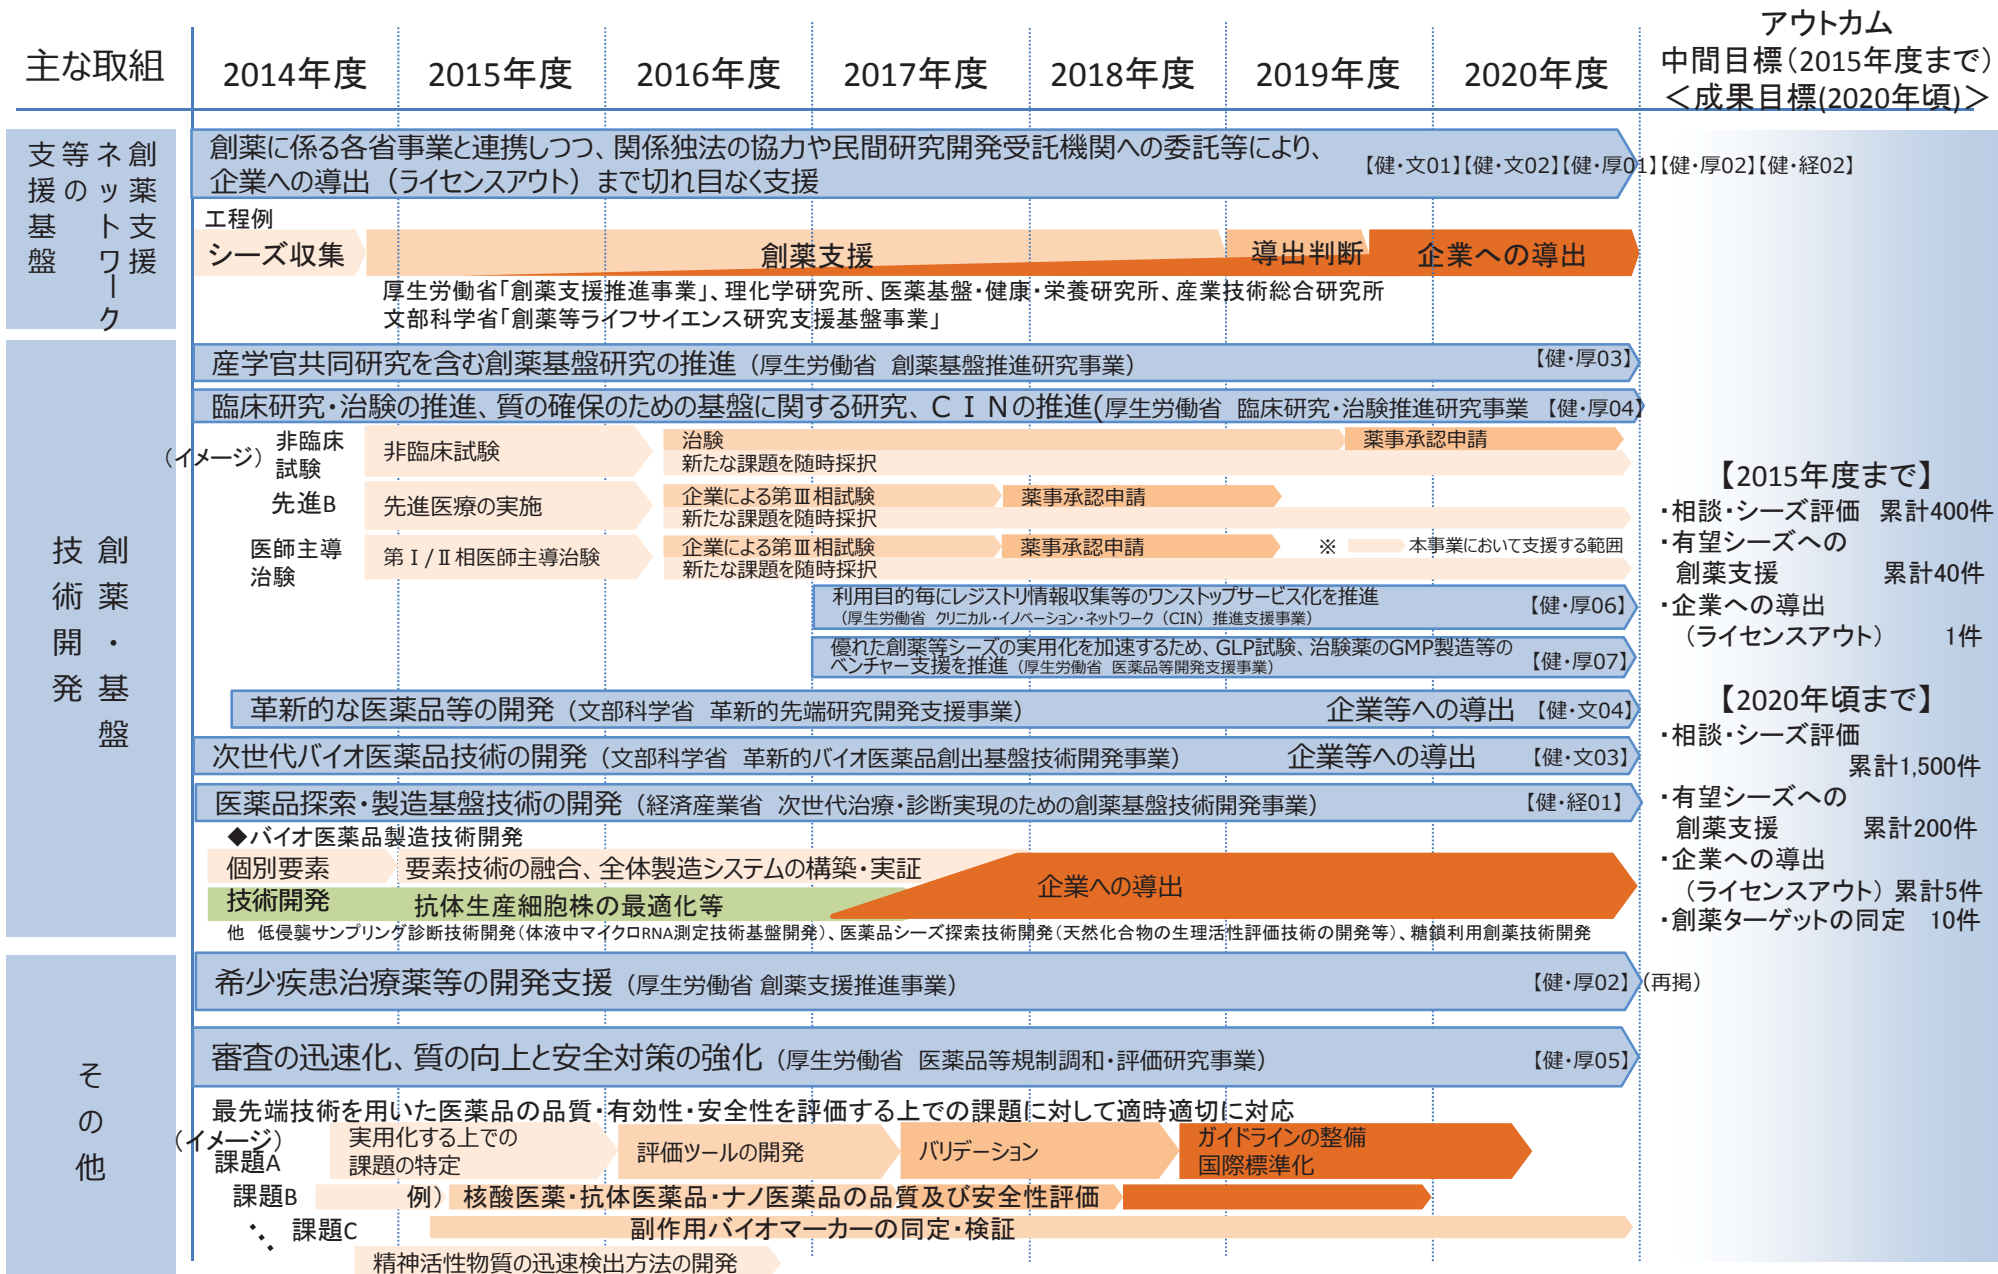 主な取組
2014年度
2015年度
2016年度
2017年度
2018年度
2019年度
2020年度
アウトカム
中間目標（2015年度まで）
＜成果目標(2020年頃)＞
創薬支援
ネットワーク
等の
支援基盤
創薬に係る各省事業と連携しつつ、関係独法の協力や民間研究開発受託機関への委託等により、
企業への導出（ライセンスアウト）まで切れ目なく支援
【健・文01】【健・文02】【健・厚01】【健・厚02】【健・経02】
工程例
シーズ収集
創薬支援
導出判断
企業への導出
厚生労働省「創薬支援推進事業」、理化学研究所、医薬基盤・健康・栄養研究所、産業技術総合研究所
文部科学省「創薬等ライフサイエンス研究支援基盤事業」
創薬・基盤
技術開発
産学官共同研究を含む創薬基盤研究の推進（厚生労働省 創薬基盤推進研究事業）
【健・厚03】
臨床研究・治験の推進、質の確保のための基盤に関する研究、ＣＩＮの推進(厚生労働省 臨床研究・治験推進研究事業
【健・厚04】
（イメージ）
非臨床
試験
非臨床試験
治験
薬事承認申請
新たな課題を随時採択
先進B
先進医療の実施
企業による第Ⅲ相試験
薬事承認申請
新たな課題を随時採択
医師主導
治験
第Ⅰ/Ⅱ相医師主導治験
企業による第Ⅲ相試験
薬事承認申請
※ 本事業において支援する範囲
新たな課題を随時採択
利用目的毎にレジストリ情報収集等のワンストップサービス化を推進
（厚生労働省 クリニカル・イノベーション・ネットワーク（CIN）推進支援事業）
【健・厚06】
優れた創薬等シーズの実用化を加速するため、GLP試験、治験薬のGMP製造等の
ベンチャー支援を推進（厚生労働省 医薬品等開発支援事業）
【健・厚07】
革新的な医薬品等の開発（文部科学省 革新的先端研究開発支援事業）
企業等への導出
【健・文04】
次世代バイオ医薬品技術の開発（文部科学省 革新的バイオ医薬品創出基盤技術開発事業）
企業等への導出
【健・文03】
医薬品探索・製造基盤技術の開発（経済産業省 次世代治療・診断実現のための創薬基盤技術開発事業）
【健・経01】
◆バイオ医薬品製造技術開発
個別要素
技術開発
要素技術の融合、全体製造システムの構築・実証
抗体生産細胞株の最適化等
企業への導出
他 低侵襲サンプリング診断技術開発（体液中マイクロRNA測定技術基盤開発）、医薬品シーズ探索技術開発（天然化合物の生理活性評価技術の開発等）、糖鎖利用創薬技術開発
【2015年度まで】
・相談・シーズ評価 累計400件
・有望シーズへの
創薬支援 累計40件
・企業への導出
（ライセンスアウト） 1件
【2020年頃まで】
・相談・シーズ評価
累計1,500件
・有望シーズへの
創薬支援 累計200件
・企業への導出
（ライセンスアウト） 累計5件
・創薬ターゲットの同定 10件
その他
希少疾患治療薬等の開発支援（厚生労働省 創薬支援推進事業）
【健・厚02】（再掲）
審査の迅速化、質の向上と安全対策の強化（厚生労働省 医薬品等規制調和・評価研究事業）
【健・厚05】
最先端技術を用いた医薬品の品質・有効性・安全性を評価する上での課題に対して適時適切に対応
（イメージ）
課題A
実用化する上での
課題の特定
評価ツールの開発
バリデーション
ガイドラインの整備
国際標準化
課題B
例） 核酸医薬・抗体医薬品・ナノ医薬品の品質及び安全性評価
課題C
副作用バイオマーカーの同定・検証
精神活性物質の迅速検出方法の開発